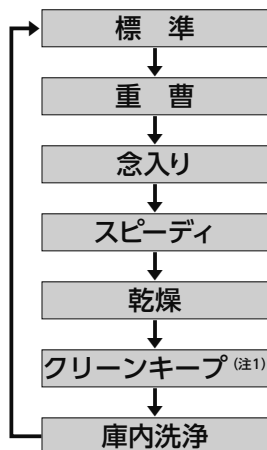 標　準
重　曹
念入り
スピーディ
乾燥
クリーンキープ(注1)
庫内洗浄